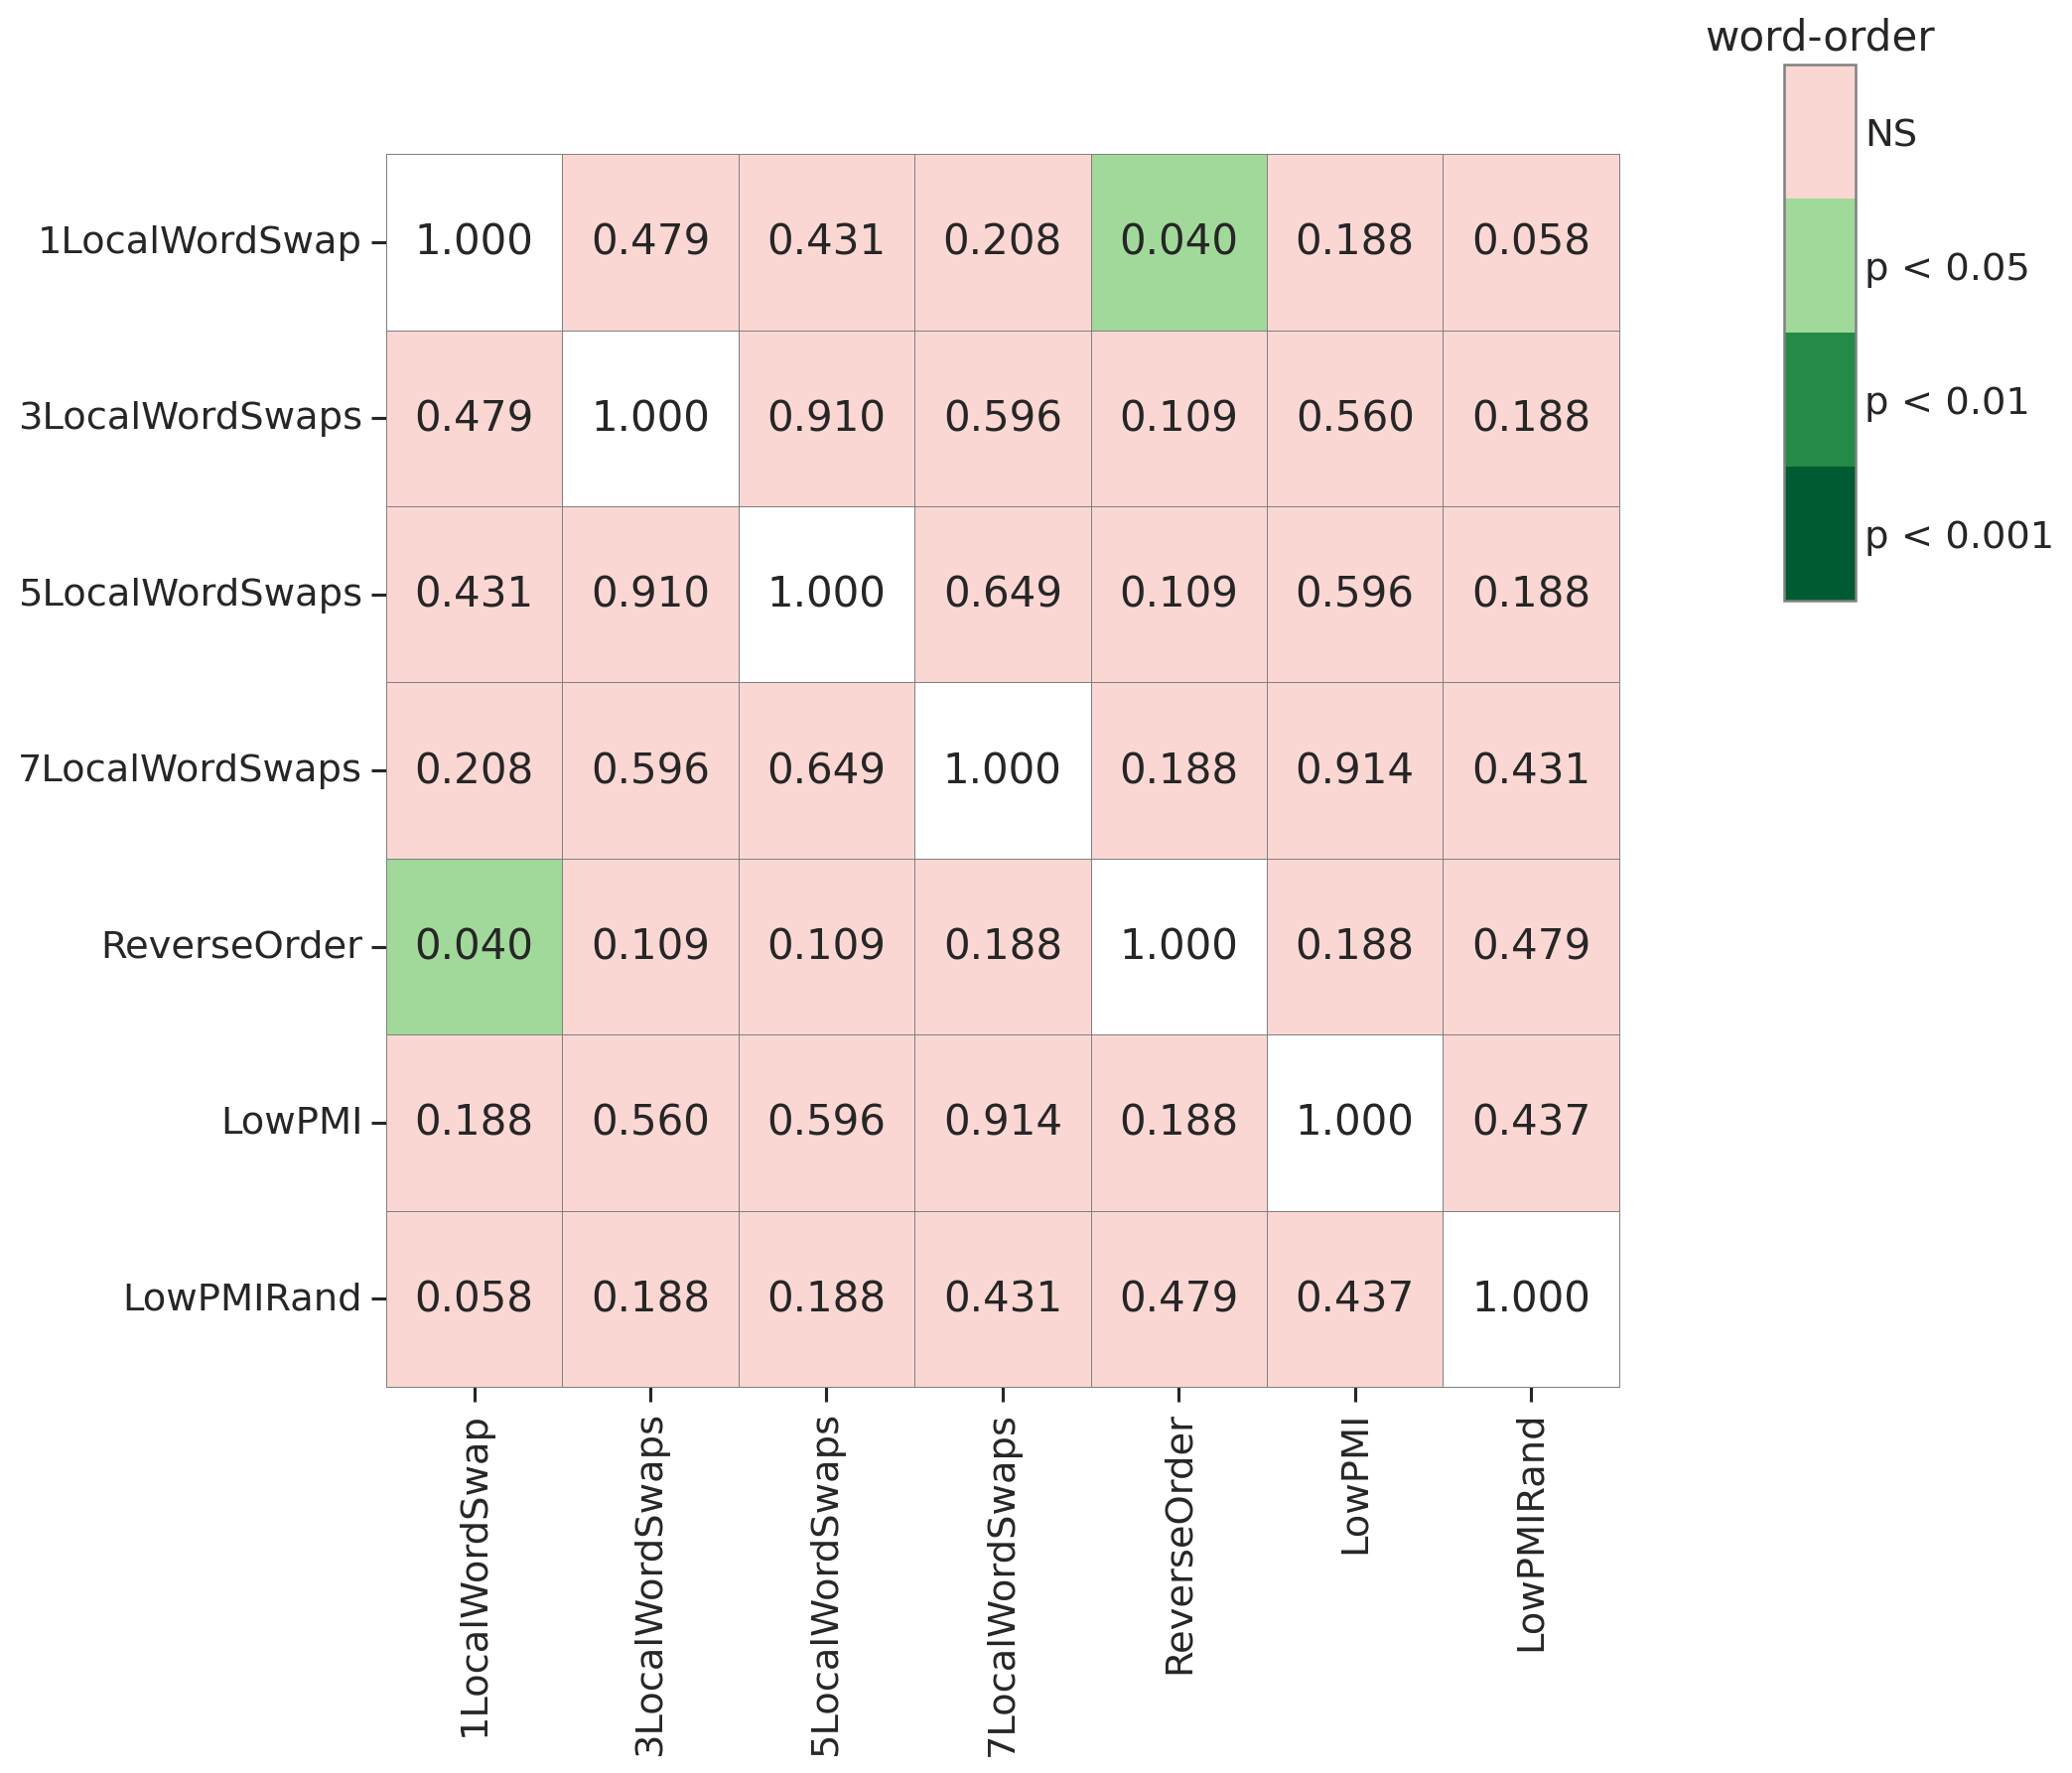 word-order
NS
p < 0.05
p < 0.01
p < 0.001
1LocalWordSwap 1.000 0.479 0.431 0.208 0.040 0.188 0.058
3LocalWordSwaps 0.479 1.000 0.910 0.596 0.109 0.560 0.188
5LocalWordSwaps 0.431 0.910 1.000 0.649 0.109 0.596 0.188
7LocalWordSwaps 0.208 0.596 0.649 1.000 0.188 0.914 0.431
ReverseOrder 0.040 0.109 0.109 0.188 1.000 0.188 0.479
LowPMI 0.188 0.560 0.596 0.914 0.188 1.000 0.437
LowPMIRand 0.058 0.188 0.188 0.431 0.479 0.437 1.000
1LocalWordSwap
3LocalWordSwaps
5LocalWordSwaps
7LocalWordSwaps
ReverseOrder
LowPMI
LowPMIRand